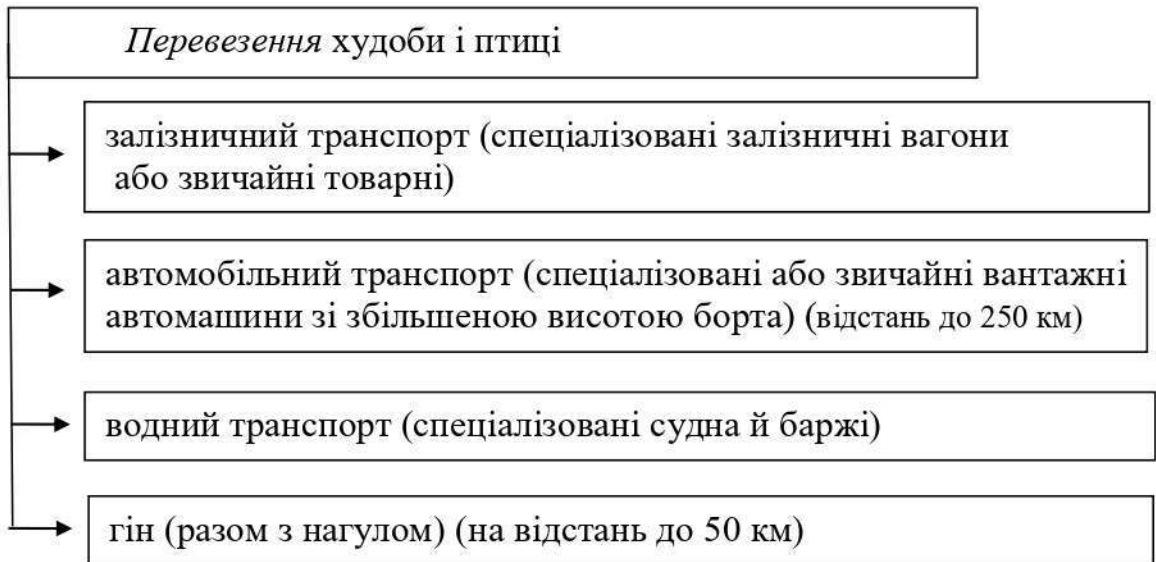 Перевезення худоби і птиці
залізничний транспорт (спеціалізовані залізничні вагони
або звичайні товарні)
автомобільний транспорт (спеціалізовані або звичайні вантажні
автомашини зі збільшеною висотою борта) (відстань до 250 км)
водний транспорт (спеціалізовані судна й баржі)
гін (разом з нагулом) (на відстань до 50 км)